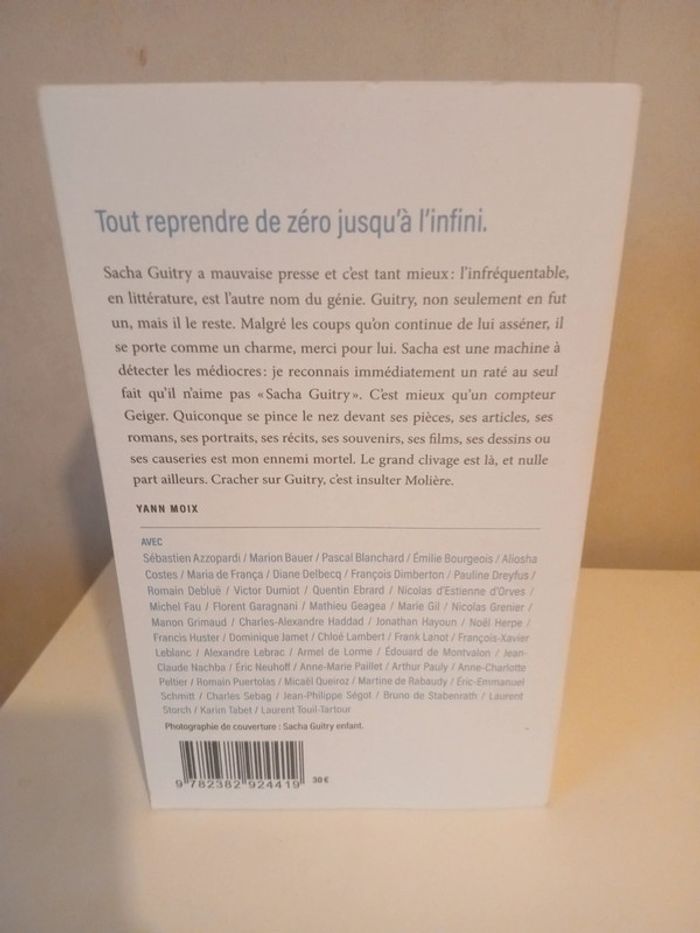 Tout reprendre de zéro jusqu'à l'infini.
Sacha Guitry a mauvaise presse et c'est tant mieux : l'infréquentable,
en littérature, est l'autre nom du génie. Guitry, non seulement en fut
un, mais il le reste. Malgré les coups qu'on continue de lui asséner, il
se porte comme un charme, merci pour lui. Sacha est une machine à
détecter les médiocres : je reconnais immédiatement un raté au seul
fait qu'il n'aime pas « Sacha Guitry ». C'est mieux qu'un compteur
Geiger. Quiconque se pince le nez devant ses pièces, ses articles, ses
romans, ses portraits, ses récits, ses souvenirs, ses films, ses dessins ou
ses causeries est mon ennemi mortel. Le grand clivage est là, et nulle
part ailleurs. Cracher sur Guitry, c'est insulter Molière.
YANN MOIX
AVEC
Sébastien Azzopardi / Marion Bauer / Pascal Blanchard / Émilie Bourgeois / Aliosha
Costes / Maria de França / Diane Delbecq / François Dimberton / Pauline Dreyfus /
Romain Debluë / Victor Dumiot / Quentin Ebrard / Nicolas d'Estienne d'Orves /
Michel Fau / Florent Garagnani / Mathieu Geagea / Marie Gil / Nicolas Grenier /
Manon Grimaud / Charles-Alexandre Haddad / Jonathan Hayoun / Noël Herpe /
Francis Huster / Dominique Jamet / Chloé Lambert / Frank Lanot / François-Xavier
Leblanc / Alexandre Lebrac / Armel de Lorme / Édouard de Montvalon / Jean-
Claude Nachba / Éric Neuhoff / Anne-Marie Paillet / Arthur Pauly / Anne-Charlotte
Peltier / Romain Puertolas / Micaël Queiroz / Martine de Rabaudy / Éric-Emmanuel
Schmitt / Charles Sebag / Jean-Philippe Ségot / Bruno de Stabenrath / Laurent
Storch / Karim Tabet / Laurent Touil-Tartour
Photographie de couverture : Sacha Guitry enfant.
9 782382 924419
30 €